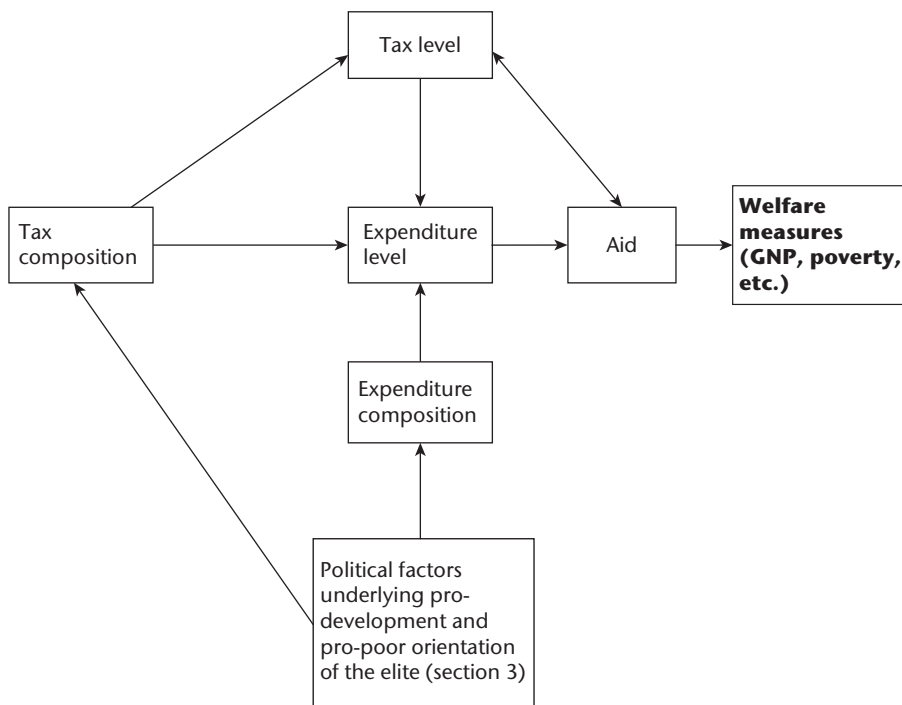 Tax level
Tax
composition
Expenditure
level
Aid
Welfare
measures
(GNP, poverty,
etc.)
Expenditure
composition
Political factors
underlying pro-
development and
pro-poor orientation
of the elite (section 3)